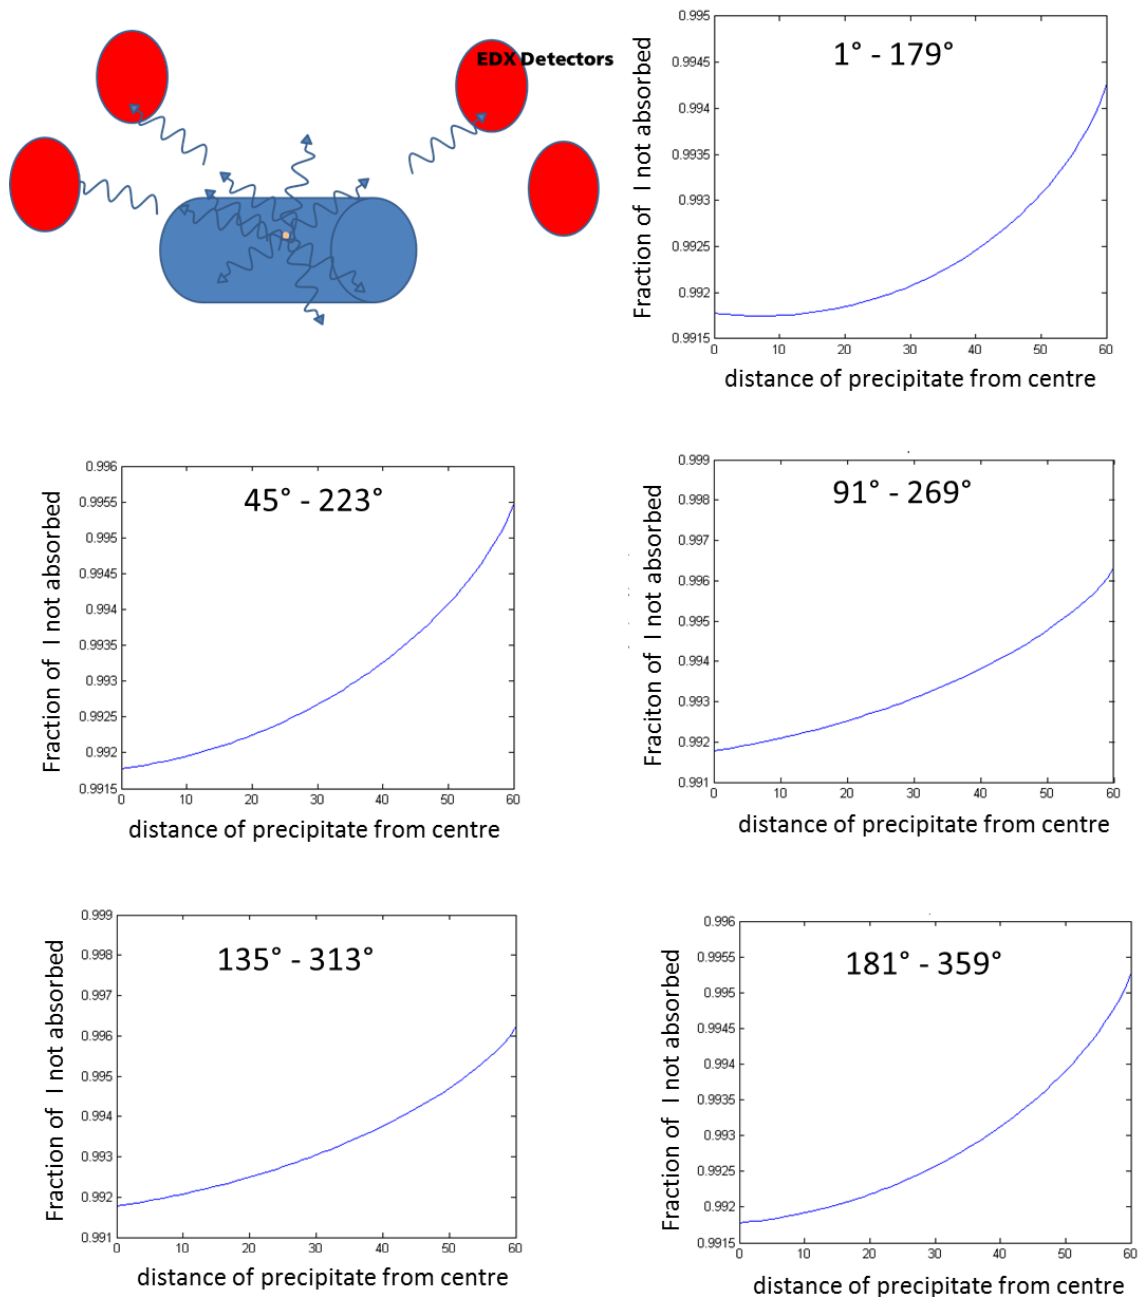 EDX Detectors
1° - 179°
Fraction of I not absorbed
0.995
0.9945
0.994
0.9935
0.993
0.9925
0.992
0.9915
0 10 20 30 40 50 60
distance of precipitate from centre
45° - 223°
Fraction of I not absorbed
0.996
0.9955
0.995
0.9945
0.994
0.9935
0.993
0.9925
0.992
0.9915
0 10 20 30 40 50 60
distance of precipitate from centre
91° - 269°
Fraciton of I not absorbed
0.999
0.998
0.997
0.996
0.995
0.994
0.993
0.992
0.991
0 10 20 30 40 50 60
distance of precipitate from centre
135° - 313°
Fraction of I not absorbed
0.999
0.998
0.997
0.996
0.995
0.994
0.993
0.992
0.991
0 10 20 30 40 50 60
distance of precipitate from centre
181° - 359°
Fraction of I not absorbed
0.996
0.9955
0.995
0.9945
0.994
0.9935
0.993
0.9925
0.992
0.9915
0 10 20 30 40 50 60
distance of precipitate from centre